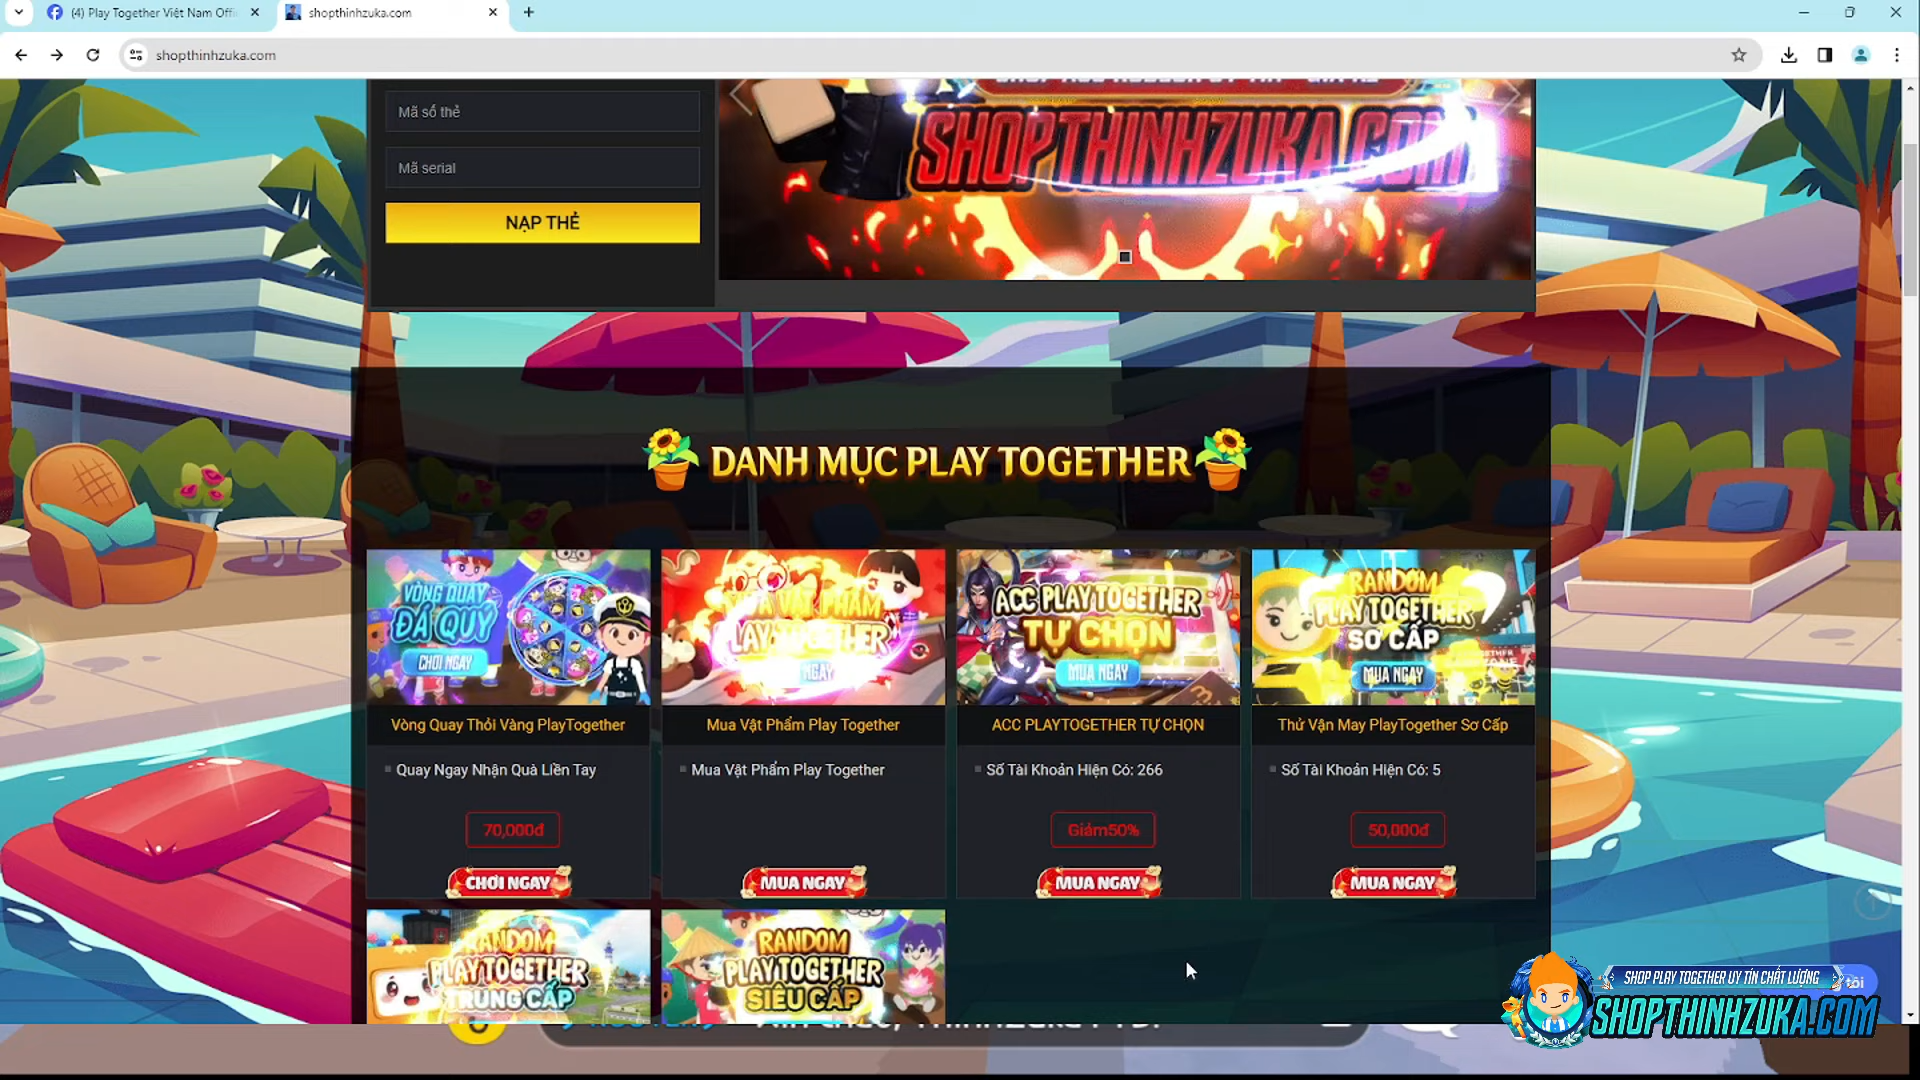 (4) Play Together Việt Nam Offi
shopthinhzuka.com
shopthinhzuka.com
Mã số thẻ
Mã serial
NẠP THẺ
SHOPTHINHZUKA.COM
DANH MỤC PLAY TOGETHER
VÒNG QUAY
ĐÁ QUÝ
CHƠI NGAY
NGAY
ACC PLAY TOGETHER
TỰ CHỌN
MUA NGAY
RANDOM
PLAY TOGETHER
SƠ CẤP
MUA NGAY
Vòng Quay Thỏi Vàng PlayTogether
Mua Vật Phẩm Play Together
ACC PLAYTOGETHER TỰ CHỌN
Thử Vận May PlayTogether Sơ Cấp
Quay Ngay Nhận Quà Liền Tay
Mua Vật Phẩm Play Together
Số Tài Khoản Hiện Có: 266
Số Tài Khoản Hiện Có: 5
70,000đ
Giảm50%
50,000đ
CHƠI NGAY
MUA NGAY
MUA NGAY
MUA NGAY
RANDOM
PLAY TOGETHER
TRUNG CẤP
RANDOM
PLAY TOGETHER
SIÊU CẤP
SHOP PLAY TOGETHER UY TÍN CHẤT LƯỢNG
SHOPTHINHZUKA.COM